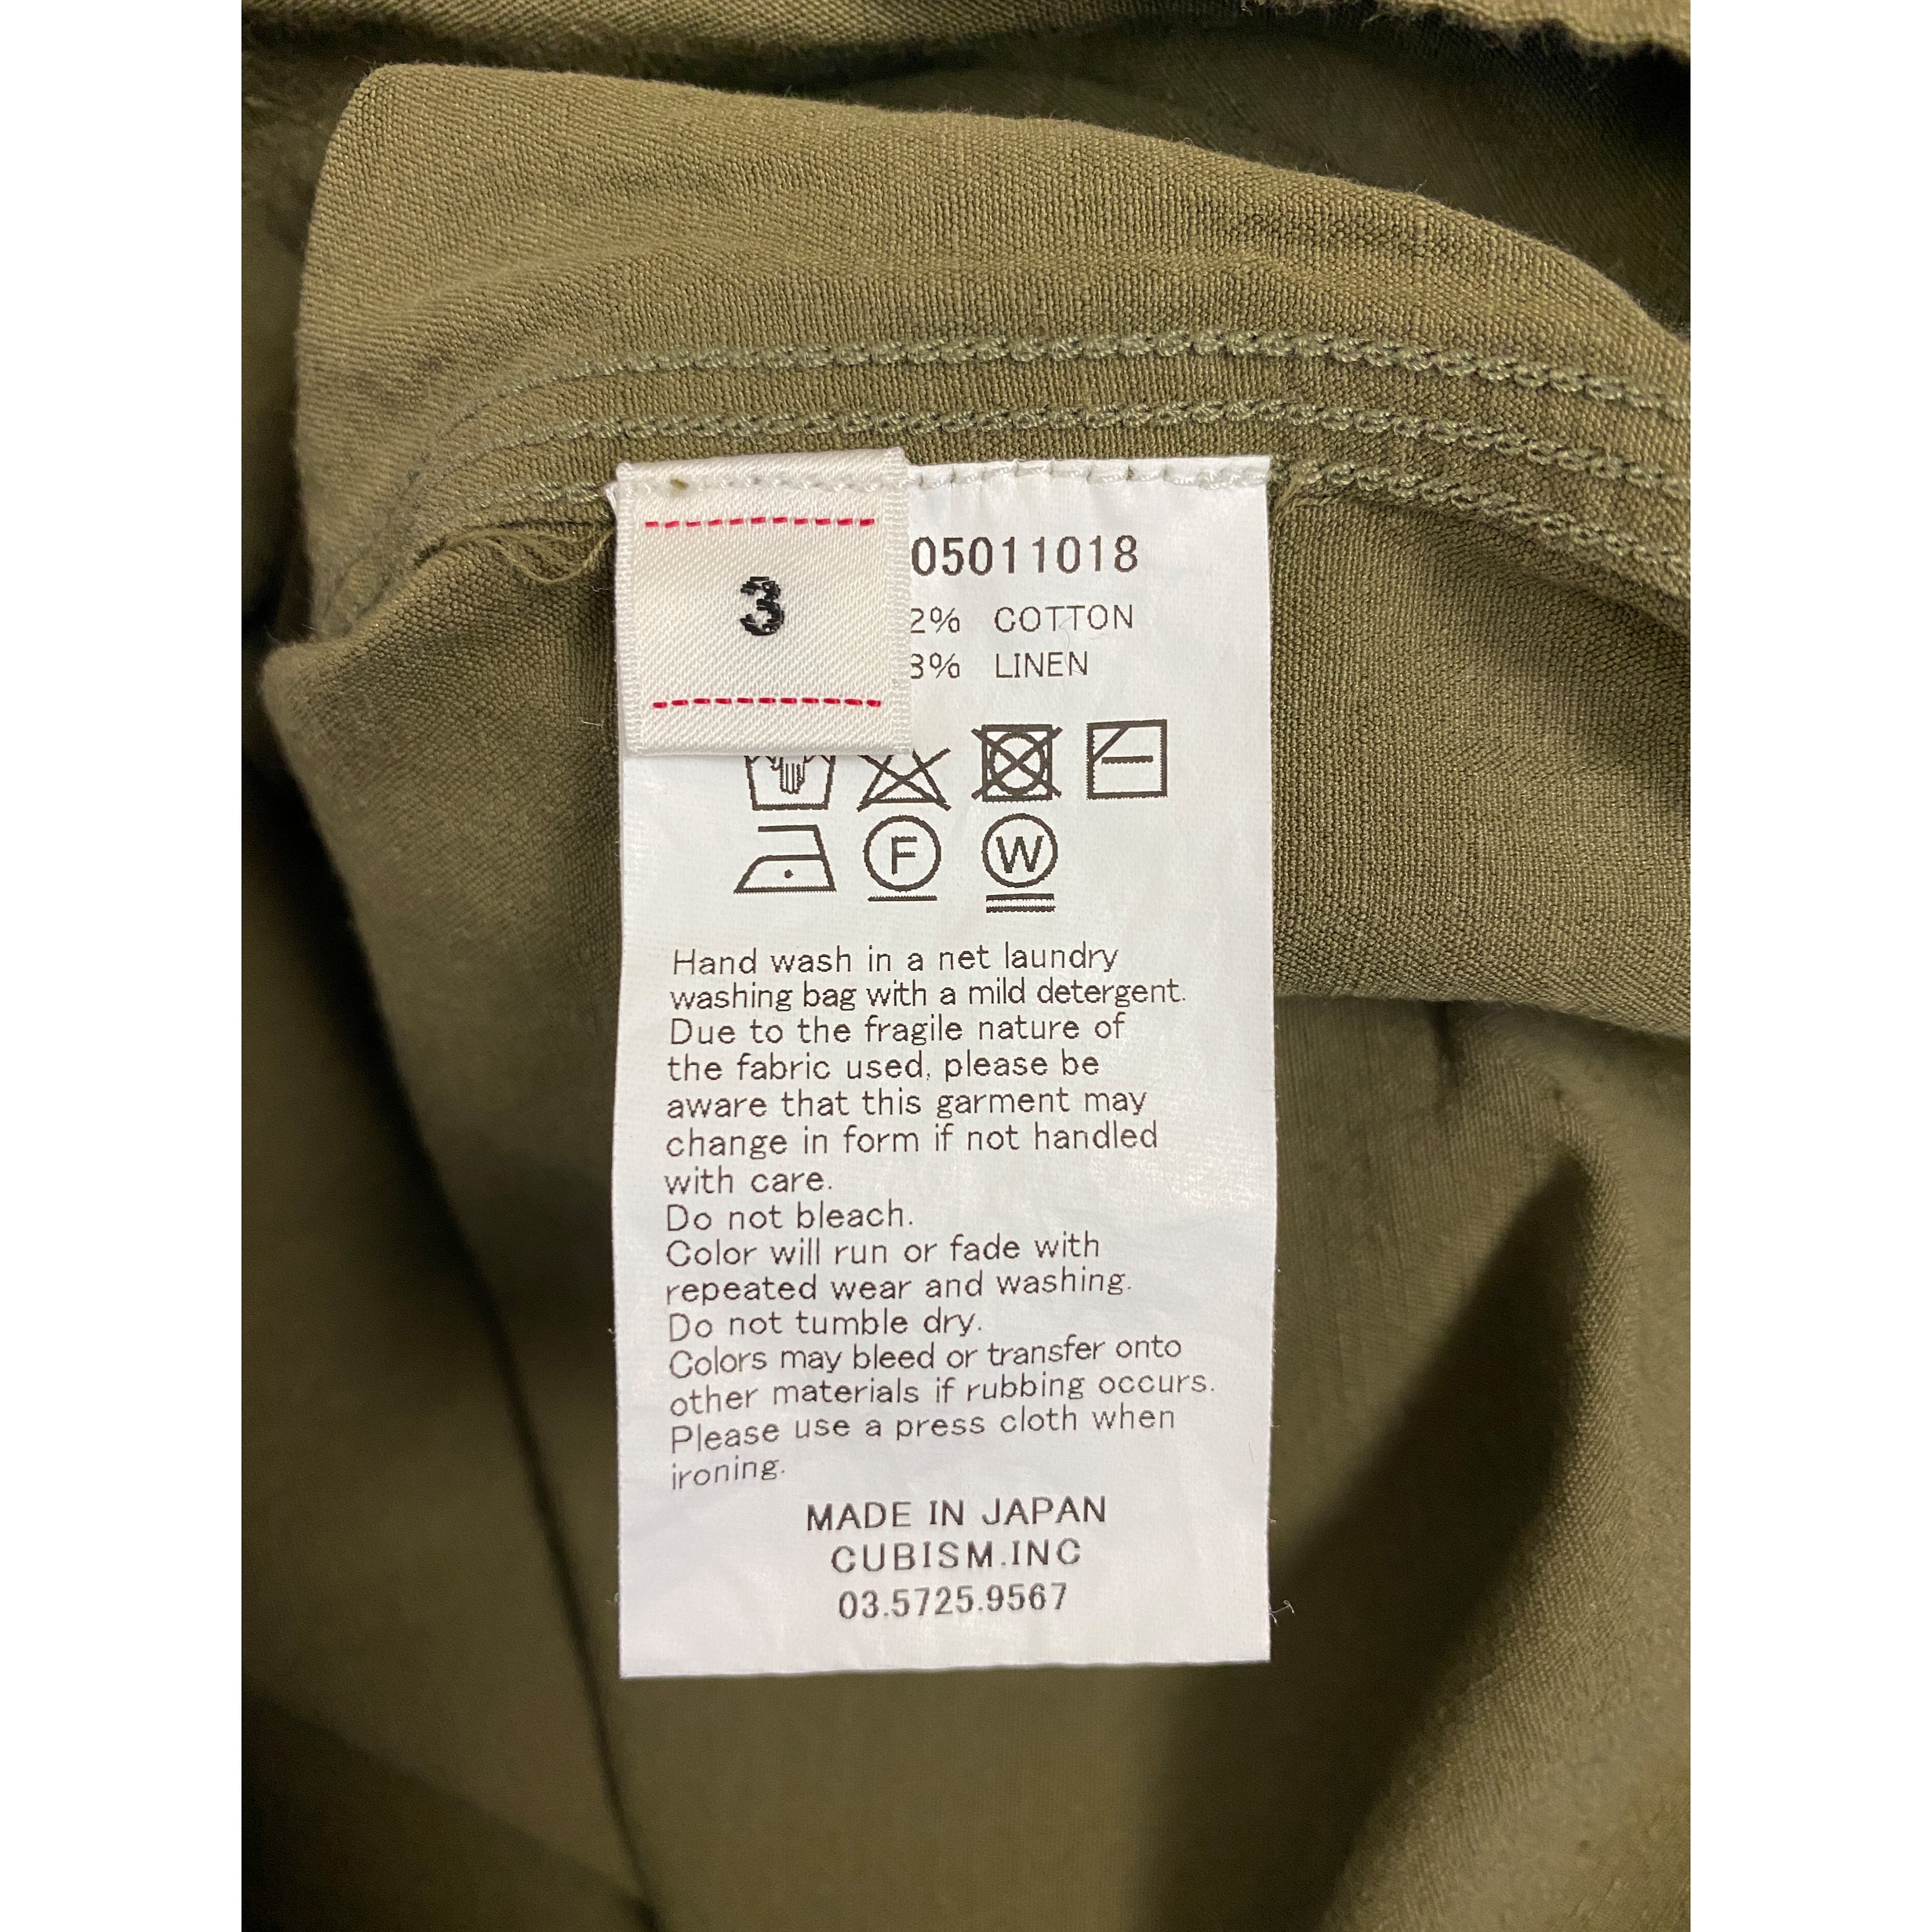 3
05011018
2% COTTON
3% LINEN
F W
Hand wash in a net laundry
washing bag with a mild detergent.
Due to the fragile nature of
the fabric used, please be
aware that this garment may
change in form if not handled
with care.
Do not bleach.
Color will run or fade with
repeated wear and washing.
Do not tumble dry.
Colors may bleed or transfer onto
other materials if rubbing occurs.
Please use a press cloth when
ironing.
MADE IN JAPAN
CUBISM.INC
03.5725.9567